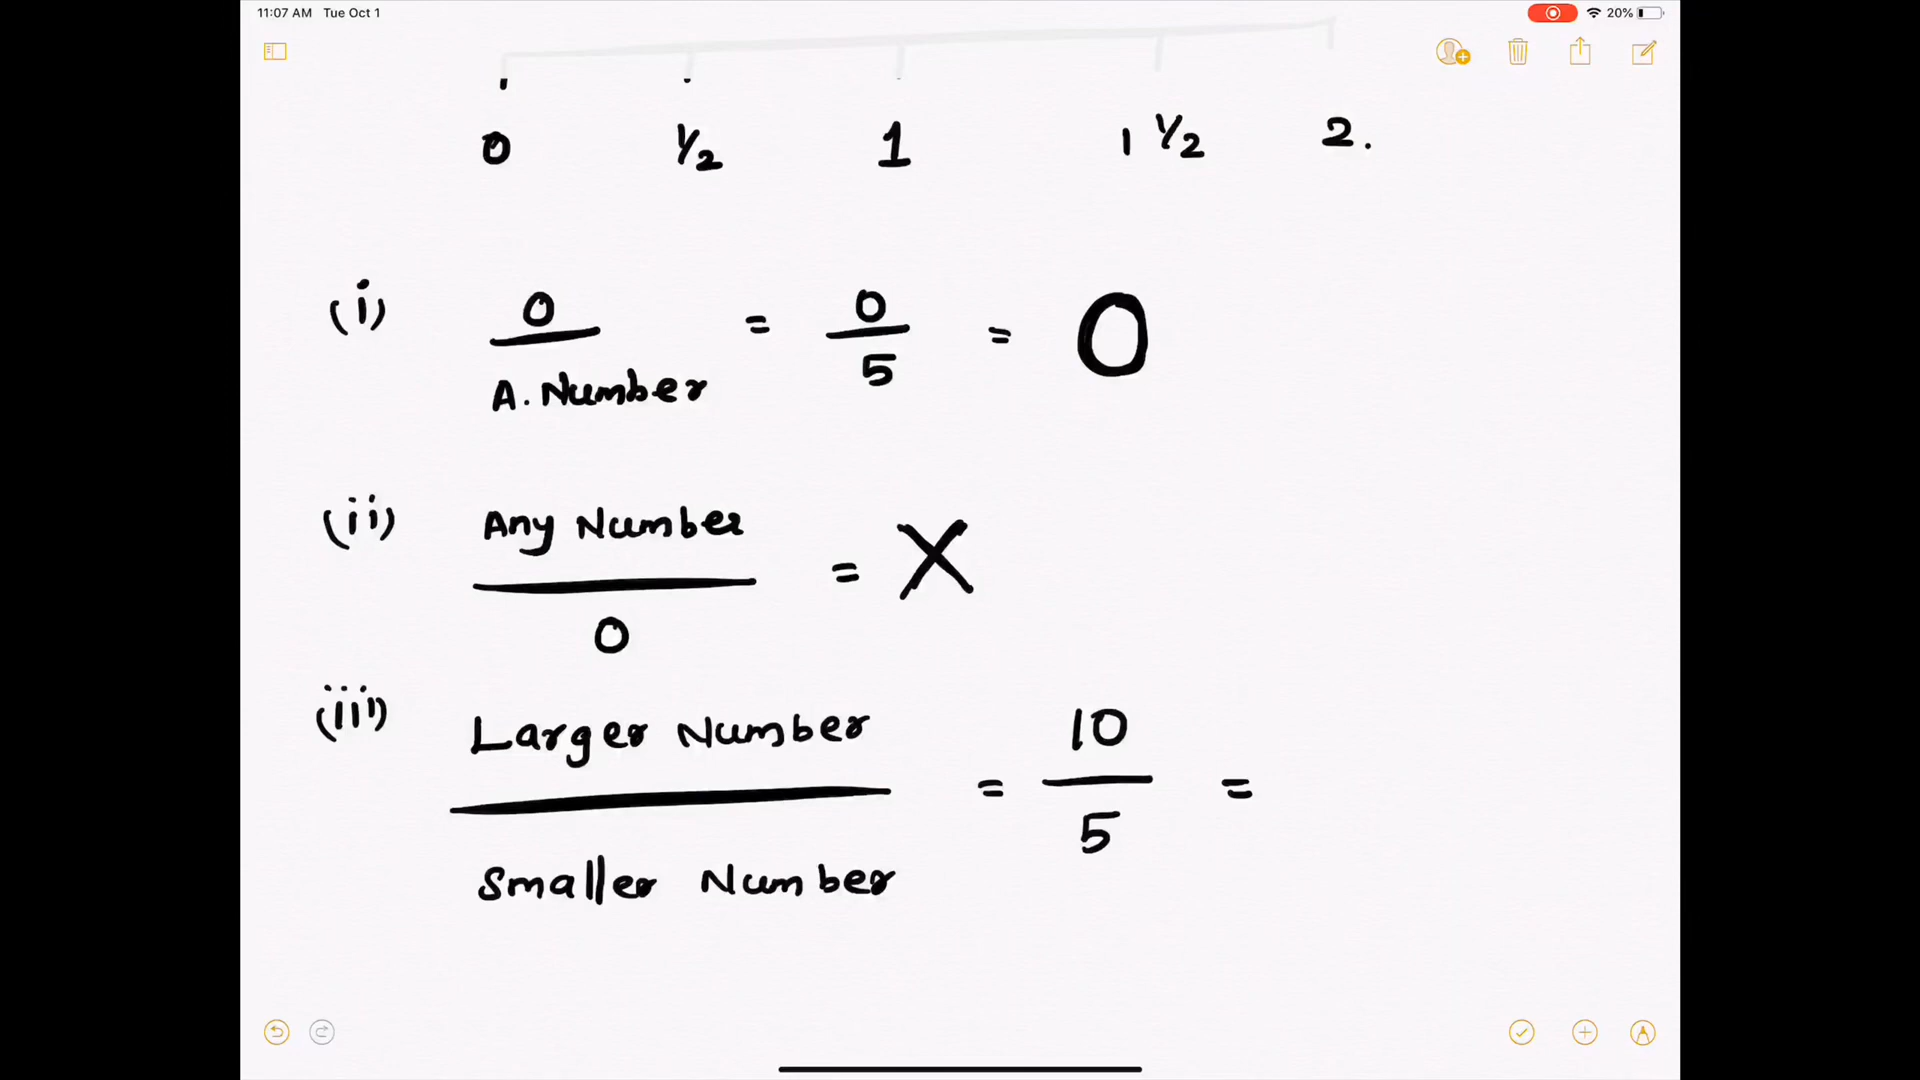 11:07 AM Tue Oct 1
20%
0 1/2 1 1 1/2 2.
(i) 0/A. Number = 0/5 = 0
(ii) Any Number/0 = X
(iii) Larger Number/Smaller Number = 10/5 =